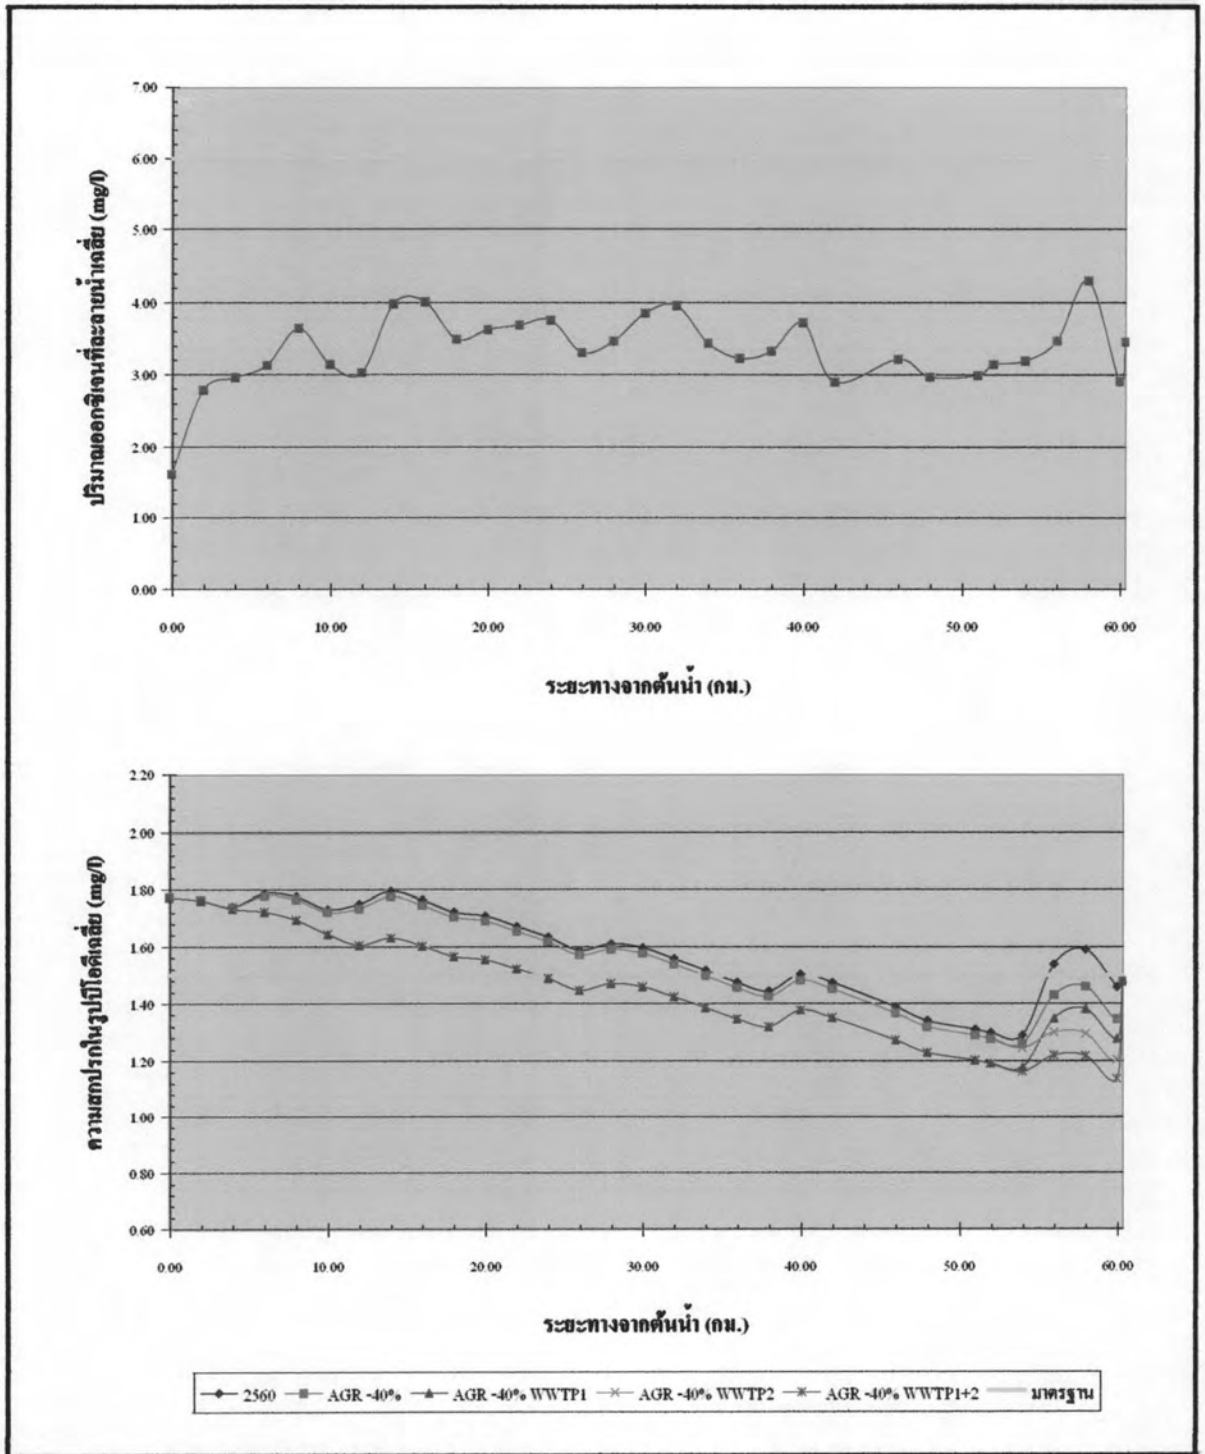 7.00
6.00
5.00
4.00
3.00
2.00
1.00
0.00
ปริมาณออกซิเจนที่ละลายน้ำเฉลี่ย (mg/l)
0.00 10.00 20.00 30.00 40.00 50.00 60.00
ระยะทางจากต้นน้ำ (กม.)
2.20
2.00
1.80
1.60
1.40
1.20
1.00
0.80
0.60
ความสกปรกในรูปบีโอดีเฉลี่ย (mg/l)
0.00 10.00 20.00 30.00 40.00 50.00 60.00
ระยะทางจากต้นน้ำ (กม.)
2560 AGR -40% AGR -40% WWTP1 AGR -40% WWTP2 AGR -40% WWTP1+2 มาตรฐาน